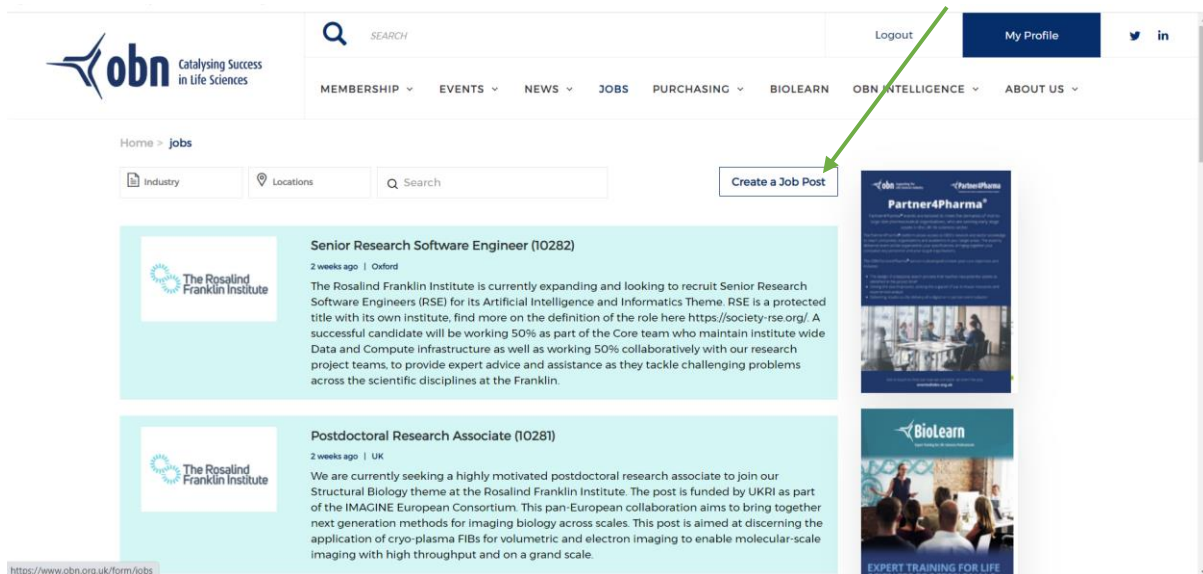 SEARCH
Logout
My Profile
in
obn
Catalysing Success
in Life Sciences
MEMBERSHIP
EVENTS
NEWS
JOBS
PURCHASING
BIOLEARN
OBN INTELLIGENCE
ABOUT US
Home > jobs
Industry
Locations
Search
Create a Job Post
obn
Partner4Pharma
Partner4Pharma®
The Rosalind
Franklin Institute
Senior Research Software Engineer (10282)
2 weeks ago | Oxford
The Rosalind Franklin Institute is currently expanding and looking to recruit Senior Research
Software Engineers (RSE) for its Artificial Intelligence and Informatics Theme. RSE is a protected
title with its own institute, find more on the definition of the role here https://society-rse.org/. A
successful candidate will be working 50% as part of the Core team who maintain institute wide
Data and Compute infrastructure as well as working 50% collaboratively with our research
project teams, to provide expert advice and assistance as they tackle challenging problems
across the scientific disciplines at the Franklin.
The Rosalind
Franklin Institute
Postdoctoral Research Associate (10281)
2 weeks ago | UK
We are currently seeking a highly motivated postdoctoral research associate to join our
Structural Biology theme at the Rosalind Franklin Institute. The post is funded by UKRI as part
of the IMAGINE European Consortium. This pan-European collaboration aims to bring together
next generation methods for imaging biology across scales. This post is aimed at discerning the
application of cryo-plasma FIBs for volumetric and electron imaging to enable molecular-scale
imaging with high throughput and on a grand scale.
BioLearn
EXPERT TRAINING FOR LIFE
https://www.obn.org.uk/form/jobs